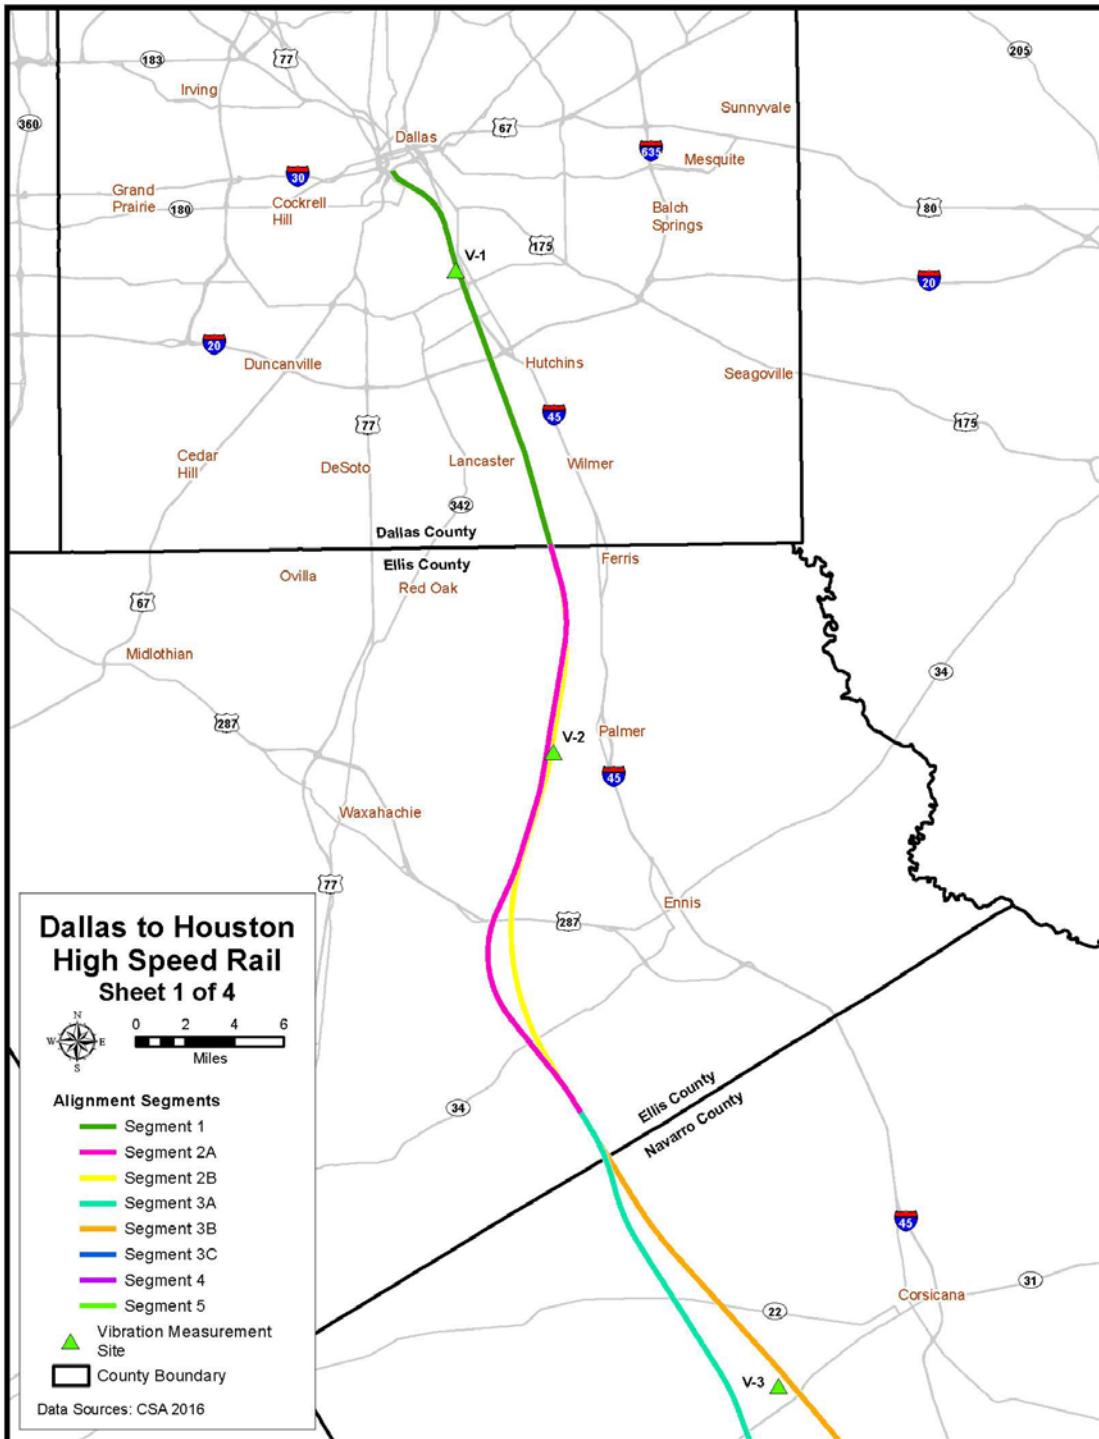 183
77
205
Irving
Sunnyvale
360
67
Dallas
635
Mesquite
30
Grand
Prairie
180
Cockrell
Hill
Balch
Springs
80
175
V-1
20
20
Duncanville
Hutchins
Seagoville
45
77
175
Cedar
Hill
DeSoto
Lancaster
Wilmer
342
Dallas County
Ellis County
Ferris
Ovilla
Red Oak
67
Midlothian
34
287
Palmer
V-2
45
Waxahachie
77
Ennis
287
Dallas to Houston
High Speed Rail
Sheet 1 of 4
N
W
E
S
0 2 4 6
Miles
34
Ellis County
Navarro County
Alignment Segments
Segment 1
Segment 2A
Segment 2B
Segment 3A
Segment 3B
Segment 3C
Segment 4
Segment 5
Vibration Measurement
Site
County Boundary
Data Sources: CSA 2016
45
31
Corsicana
22
V-3